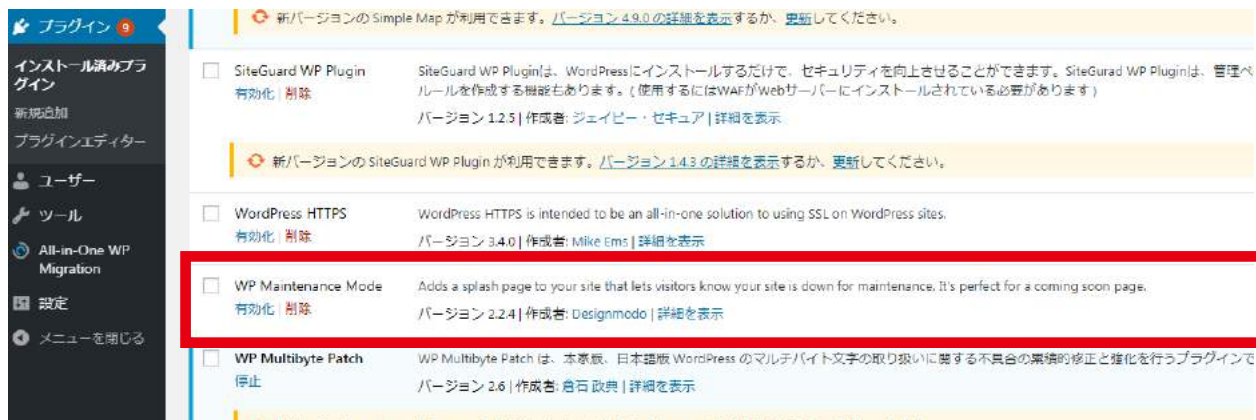 プラグイン 9
インストール済みプラ
グイン
新規追加
プラグインエディター
ユーザー
ツール
All-in-One WP
Migration
設定
メニューを閉じる
新バージョンの Simple Map が利用できます。バージョン 4.9.0 の詳細を表示するか、更新してください。
SiteGuard WP Plugin
有効化 | 削除
SiteGuard WP Pluginは、WordPressにインストールするだけで、セキュリティを向上させることができます。SiteGurad WP Pluginは、管理ペ
ルールを作成する機能もあります。( 使用するにはWAFがWebサーバーにインストールされている必要があります )
バージョン 1.2.5 | 作成者: ジェイピー・セキュア | 詳細を表示
新バージョンの SiteGuard WP Plugin が利用できます。バージョン 1.4.3 の詳細を表示するか、更新してください。
WordPress HTTPS
有効化 | 削除
WordPress HTTPS is intended to be an all-in-one solution to using SSL on WordPress sites.
バージョン 3.4.0 | 作成者: Mike Ems | 詳細を表示
WP Maintenance Mode
有効化 | 削除
Adds a splash page to your site that lets visitors know your site is down for maintenance. It's perfect for a coming soon page.
バージョン 2.2.4 | 作成者: Designmodo | 詳細を表示
WP Multibyte Patch
停止
WP Multibyte Patch は、本家版、日本語版 WordPress のマルチバイト文字の取り扱いに関する不具合の累積的修正と強化を行うプラグインで
バージョン 2.6 | 作成者: 倉石 政典 | 詳細を表示